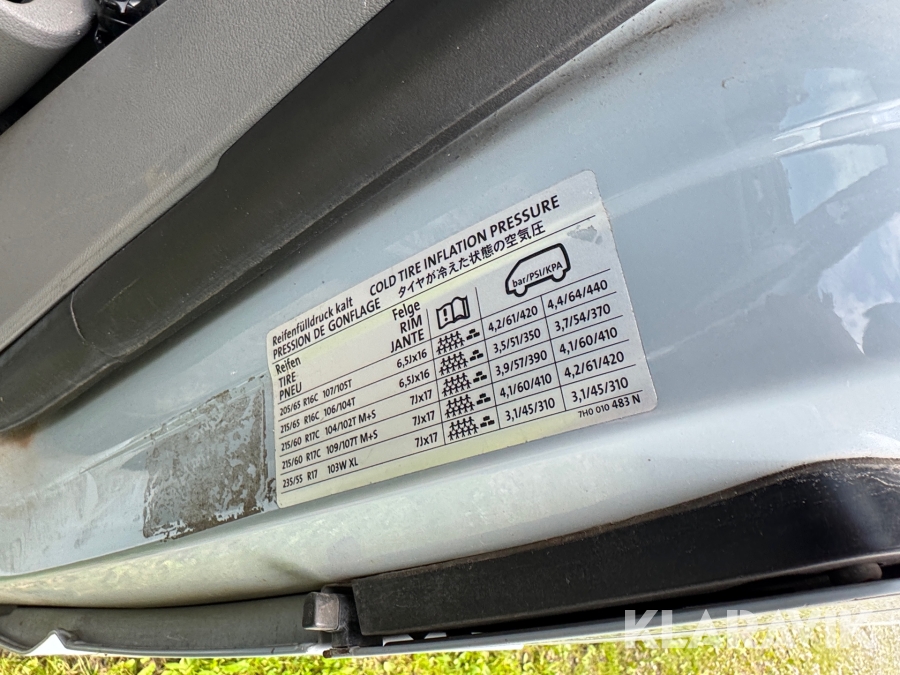 Reifenfülldruck kalt COLD TIRE INFLATION PRESSURE
PRESSION DE GONFLAGE タイヤが冷えた状態の空気圧
Reifen Felge
TIRE RIM
PNEU JANTE bar/PSI/KPA
205/65 R16C 107/105T 6,5Jx16 4,2/61/420 4,4/64/440
215/65 R16C 106/104T 6,5Jx16 3,5/51/350 3,7/54/370
215/60 R17C 104/102T M+S 7Jx17 3,9/57/390 4,1/60/410
215/60 R17C 109/107T M+S 7Jx17 4,1/60/410 4,2/61/420
235/55 R17 103W XL 7Jx17 3,1/45/310 3,1/45/310
7H0 010 483 N